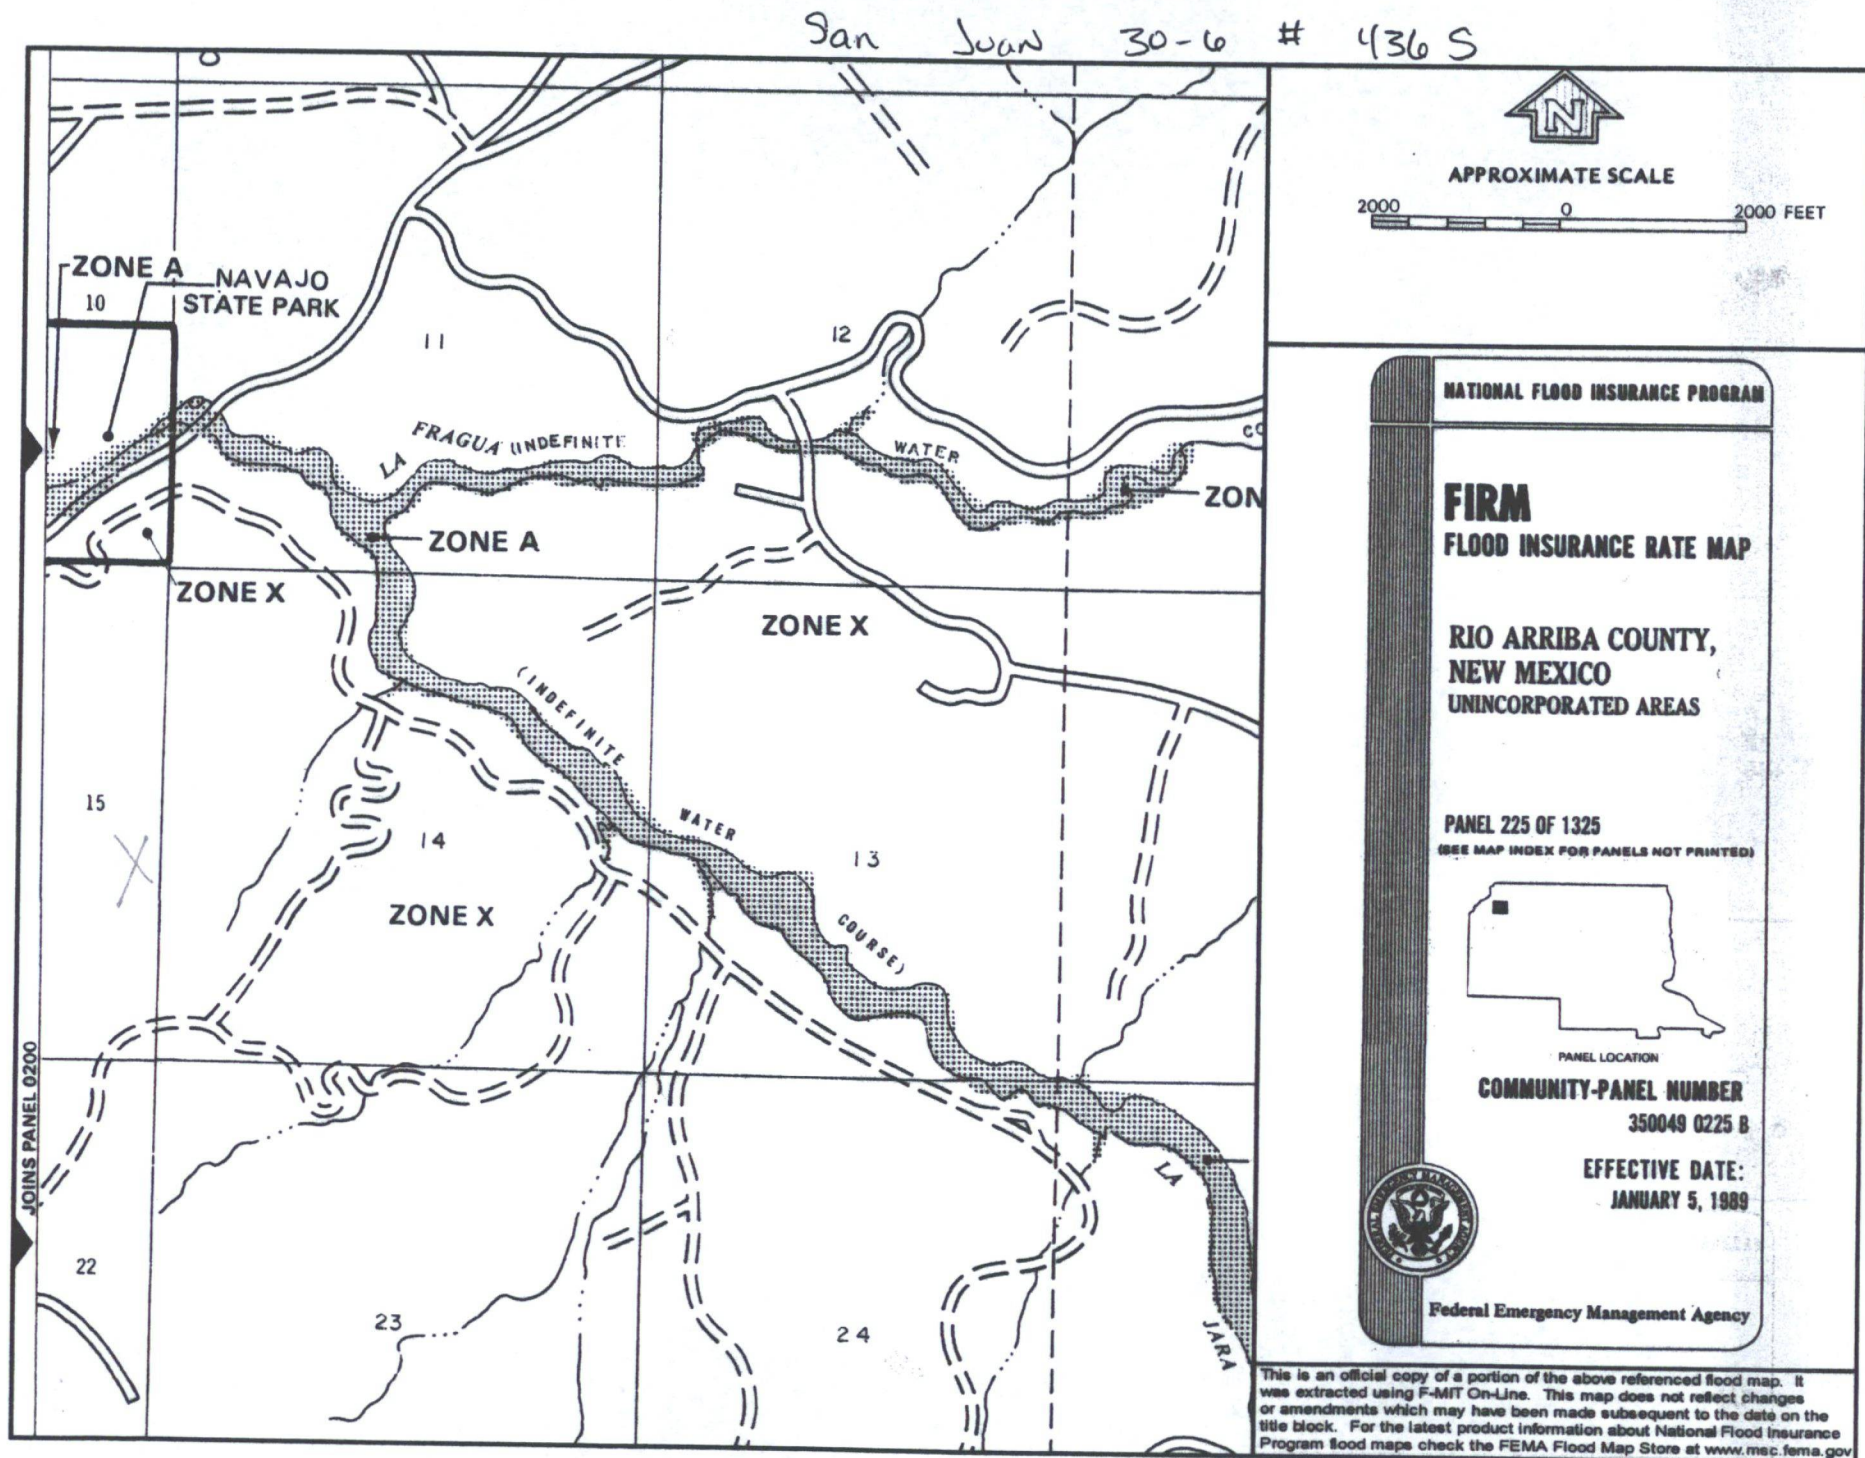 San Juan 30-6 # 436 S
N
APPROXIMATE SCALE
2000 0 2000 FEET
ZONE A
NAVAJO
STATE PARK
10
11
12
LA FRAGUA (INDEFINITE WATER CO
ZONE A
ZON
ZONE X
ZONE X
(INDEFINITE WATER COURSE)
15
14
13
ZONE X
LA JARA
22
23
24
JOINS PANEL 0200
NATIONAL FLOOD INSURANCE PROGRAM
FIRM
FLOOD INSURANCE RATE MAP
RIO ARRIBA COUNTY,
NEW MEXICO
UNINCORPORATED AREAS
PANEL 225 OF 1325
(SEE MAP INDEX FOR PANELS NOT PRINTED)
PANEL LOCATION
COMMUNITY-PANEL NUMBER
350049 0225 B
EFFECTIVE DATE:
JANUARY 5, 1989
FEDERAL EMERGENCY MANAGEMENT AGENCY
Federal Emergency Management Agency
This is an official copy of a portion of the above referenced flood map. It
was extracted using F-MIT On-Line. This map does not reflect changes
or amendments which may have been made subsequent to the date on the
title block. For the latest product information about National Flood Insurance
Program flood maps check the FEMA Flood Map Store at www.msc.fema.gov